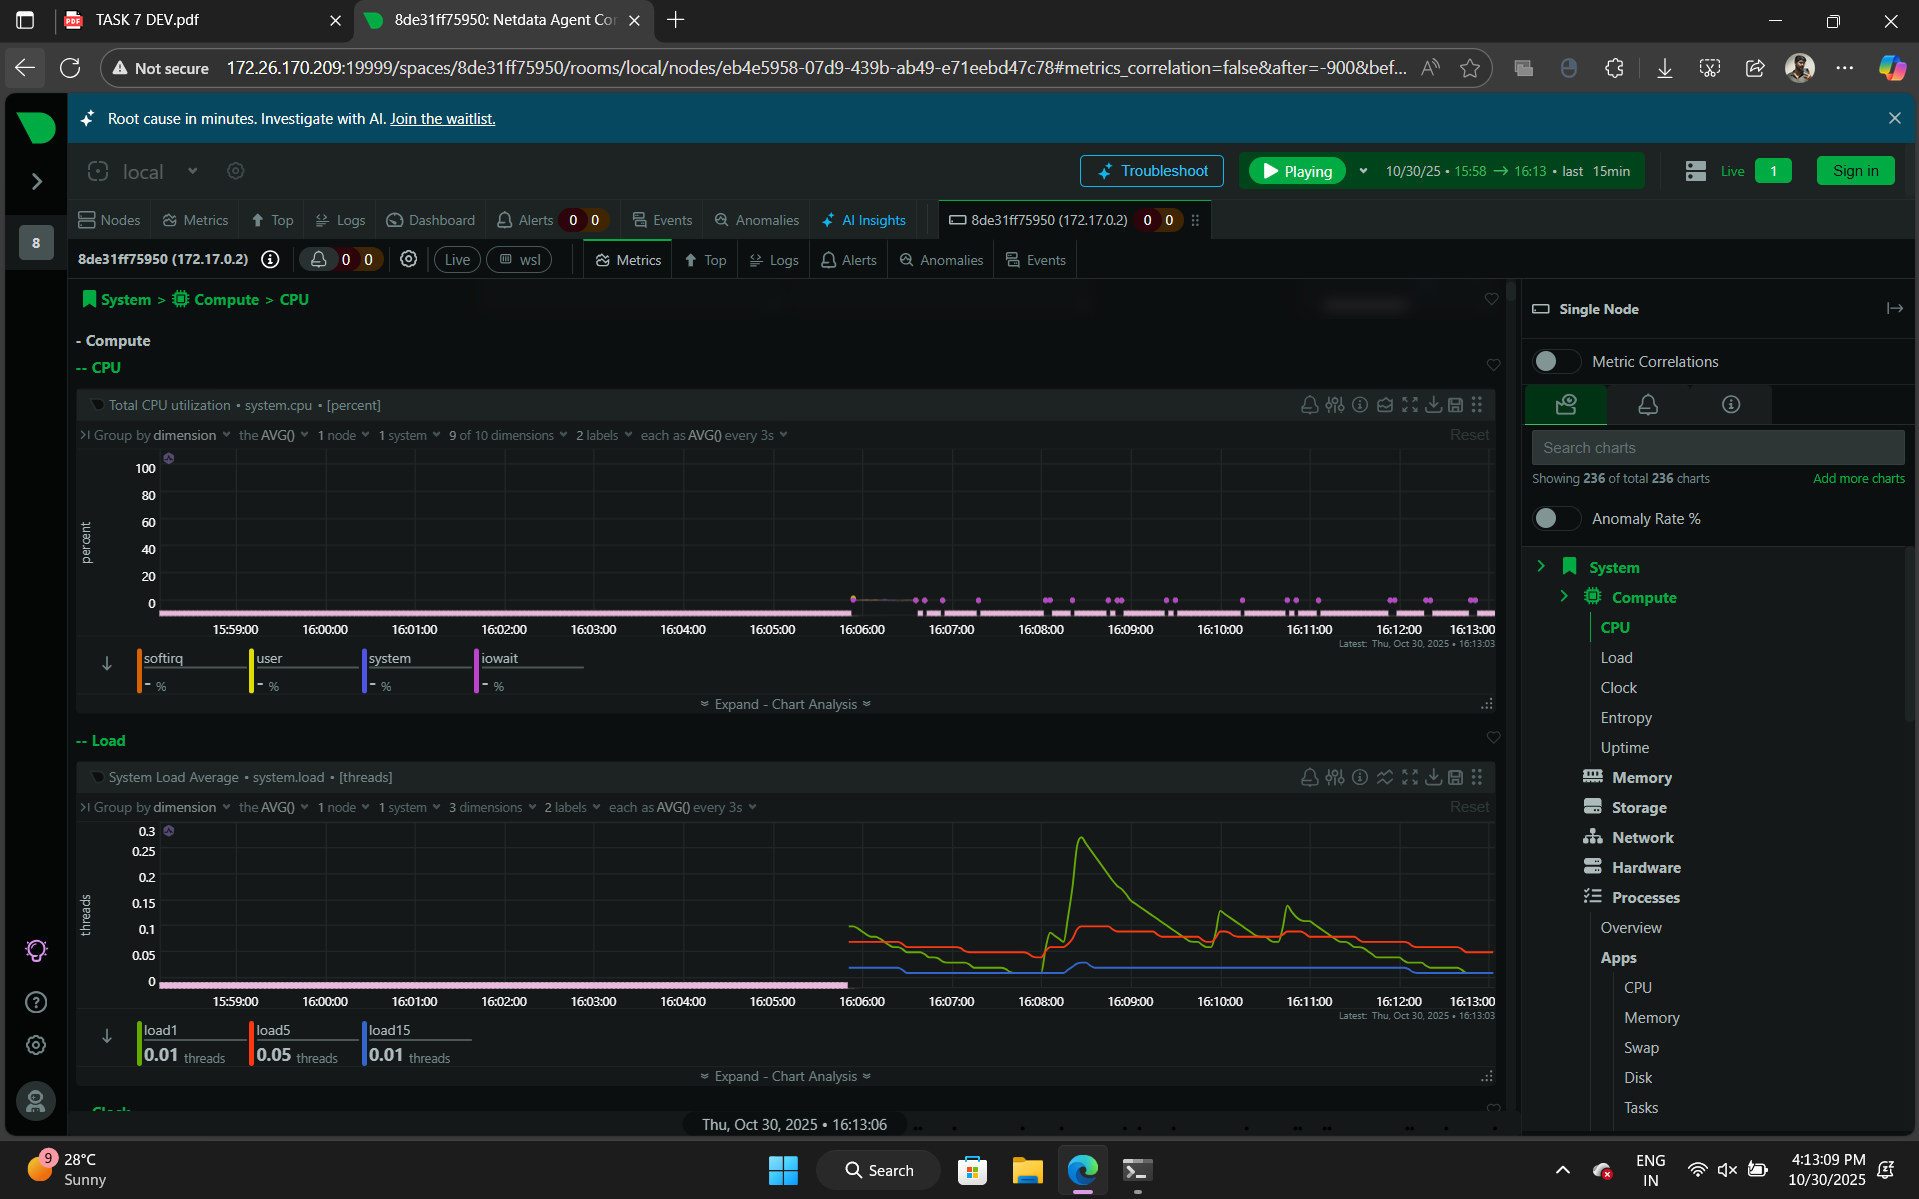 TASK 7 DEV.pdf
8de31ff75950: Netdata Agent Co
Not secure 172.26.170.209:19999/spaces/8de31ff75950/rooms/local/nodes/eb4e5958-07d9-439b-ab49-e71eebd47c78#metrics_correlation=false&after=-900&bef...
Root cause in minutes. Investigate with AI. Join the waitlist.
local
Troubleshoot
Playing
10/30/25 • 15:58 → 16:13 • last 15min
Live 1
Sign in
8
Nodes Metrics Top Logs Dashboard Alerts 0 0 Events Anomalies AI Insights 8de31ff75950 (172.17.0.2) 0 0
8de31ff75950 (172.17.0.2) 0 0 Live wsl Metrics Top Logs Alerts Anomalies Events
System > Compute > CPU
- Compute
-- CPU
Total CPU utilization • system.cpu • [percent]
Group by dimension the AVG() 1 node 1 system 9 of 10 dimensions 2 labels each as AVG() every 3s Reset
percent
100
80
60
40
20
0
15:59:00 16:00:00 16:01:00 16:02:00 16:03:00 16:04:00 16:05:00 16:06:00 16:07:00 16:08:00 16:09:00 16:10:00 16:11:00 16:12:00 16:13:00
Latest: Thu, Oct 30, 2025 • 16:13:03
softirq user system iowait
- % - % - % - %
Expand - Chart Analysis
-- Load
System Load Average • system.load • [threads]
Group by dimension the AVG() 1 node 1 system 3 dimensions 2 labels each as AVG() every 3s Reset
threads
0.3
0.25
0.2
0.15
0.1
0.05
0
15:59:00 16:00:00 16:01:00 16:02:00 16:03:00 16:04:00 16:05:00 16:06:00 16:07:00 16:08:00 16:09:00 16:10:00 16:11:00 16:12:00 16:13:00
Latest: Thu, Oct 30, 2025 • 16:13:03
load1 load5 load15
0.01 threads 0.05 threads 0.01 threads
Expand - Chart Analysis
Clock
Thu, Oct 30, 2025 • 16:13:06
Single Node
Metric Correlations
Search charts
Showing 236 of total 236 charts Add more charts
Anomaly Rate %
System
Compute
CPU
Load
Clock
Entropy
Uptime
Memory
Storage
Network
Hardware
Processes
Overview
Apps
CPU
Memory
Swap
Disk
Tasks
9
28°C
Sunny
Search
ENG
IN
4:13:09 PM
10/30/2025